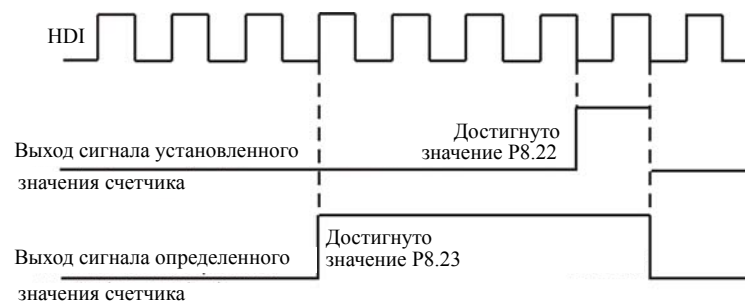 HDI
Достигнуто
значение P8.22
Выход сигнала установленного
значения счетчика
Достигнуто
значение P8.23
Выход сигнала определенного
значения счетчика